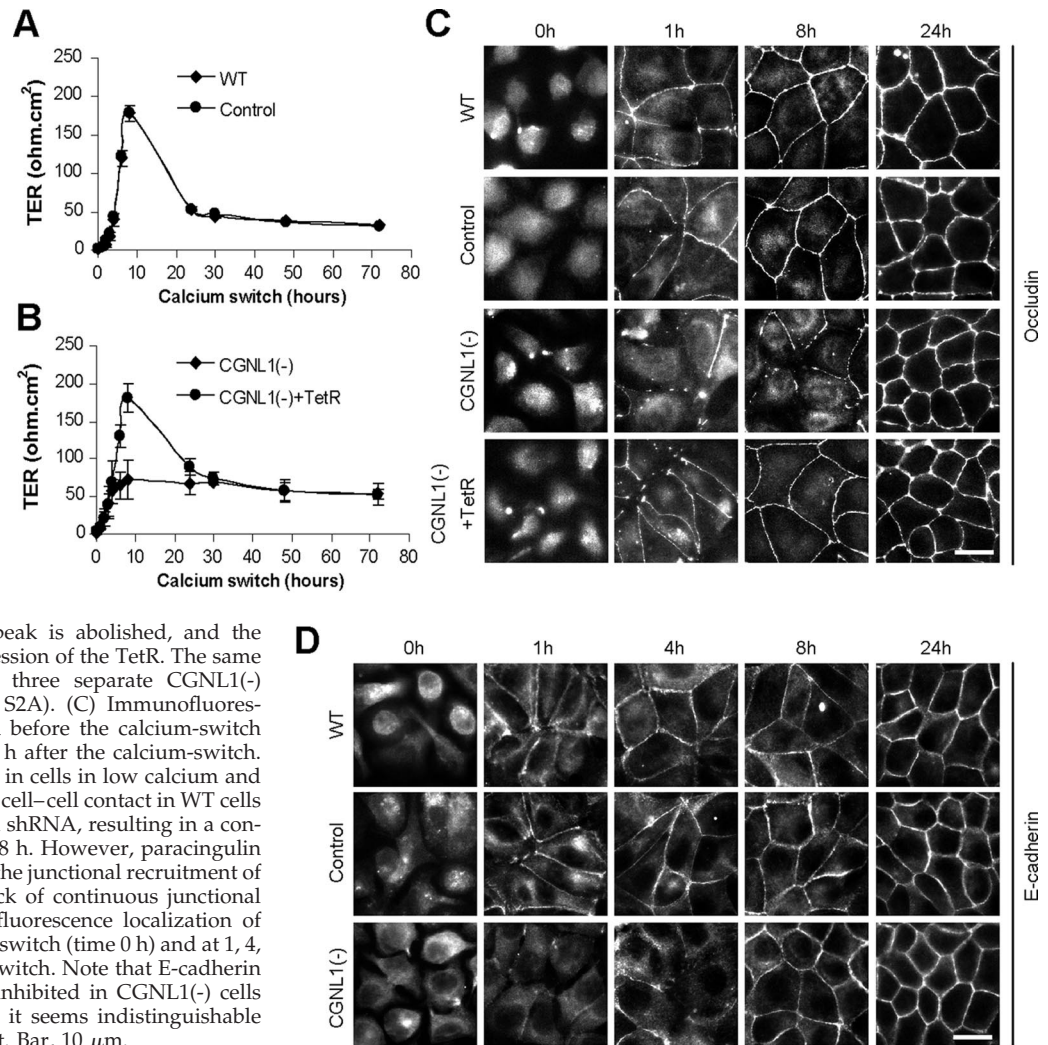 A
250
200
150
100
50
0
TER (ohm.cm²)
WT
Control
0 10 20 30 40 50 60 70 80
Calcium switch (hours)
B
250
200
150
100
50
0
TER (ohm.cm²)
CGNL1(-)
CGNL1(-)+TetR
0 10 20 30 40 50 60 70 80
Calcium switch (hours)
C
0h 1h 8h 24h
WT
Control
CGNL1(-)
CGNL1(-)
+TetR
Occludin
peak is abolished, and the
ession of the TetR. The same
three separate CGNL1(-)
S2A). (C) Immunofluores-
before the calcium-switch
h after the calcium-switch.
in cells in low calcium and
cell–cell contact in WT cells
shRNA, resulting in a con-
8 h. However, paracingulin
he junctional recruitment of
ck of continuous junctional
fluorescence localization of
switch (time 0 h) and at 1, 4,
witch. Note that E-cadherin
inhibited in CGNL1(-) cells
it seems indistinguishable
t. Bar, 10 μm.
D
0h 1h 4h 8h 24h
WT
Control
CGNL1(-)
E-cadherin